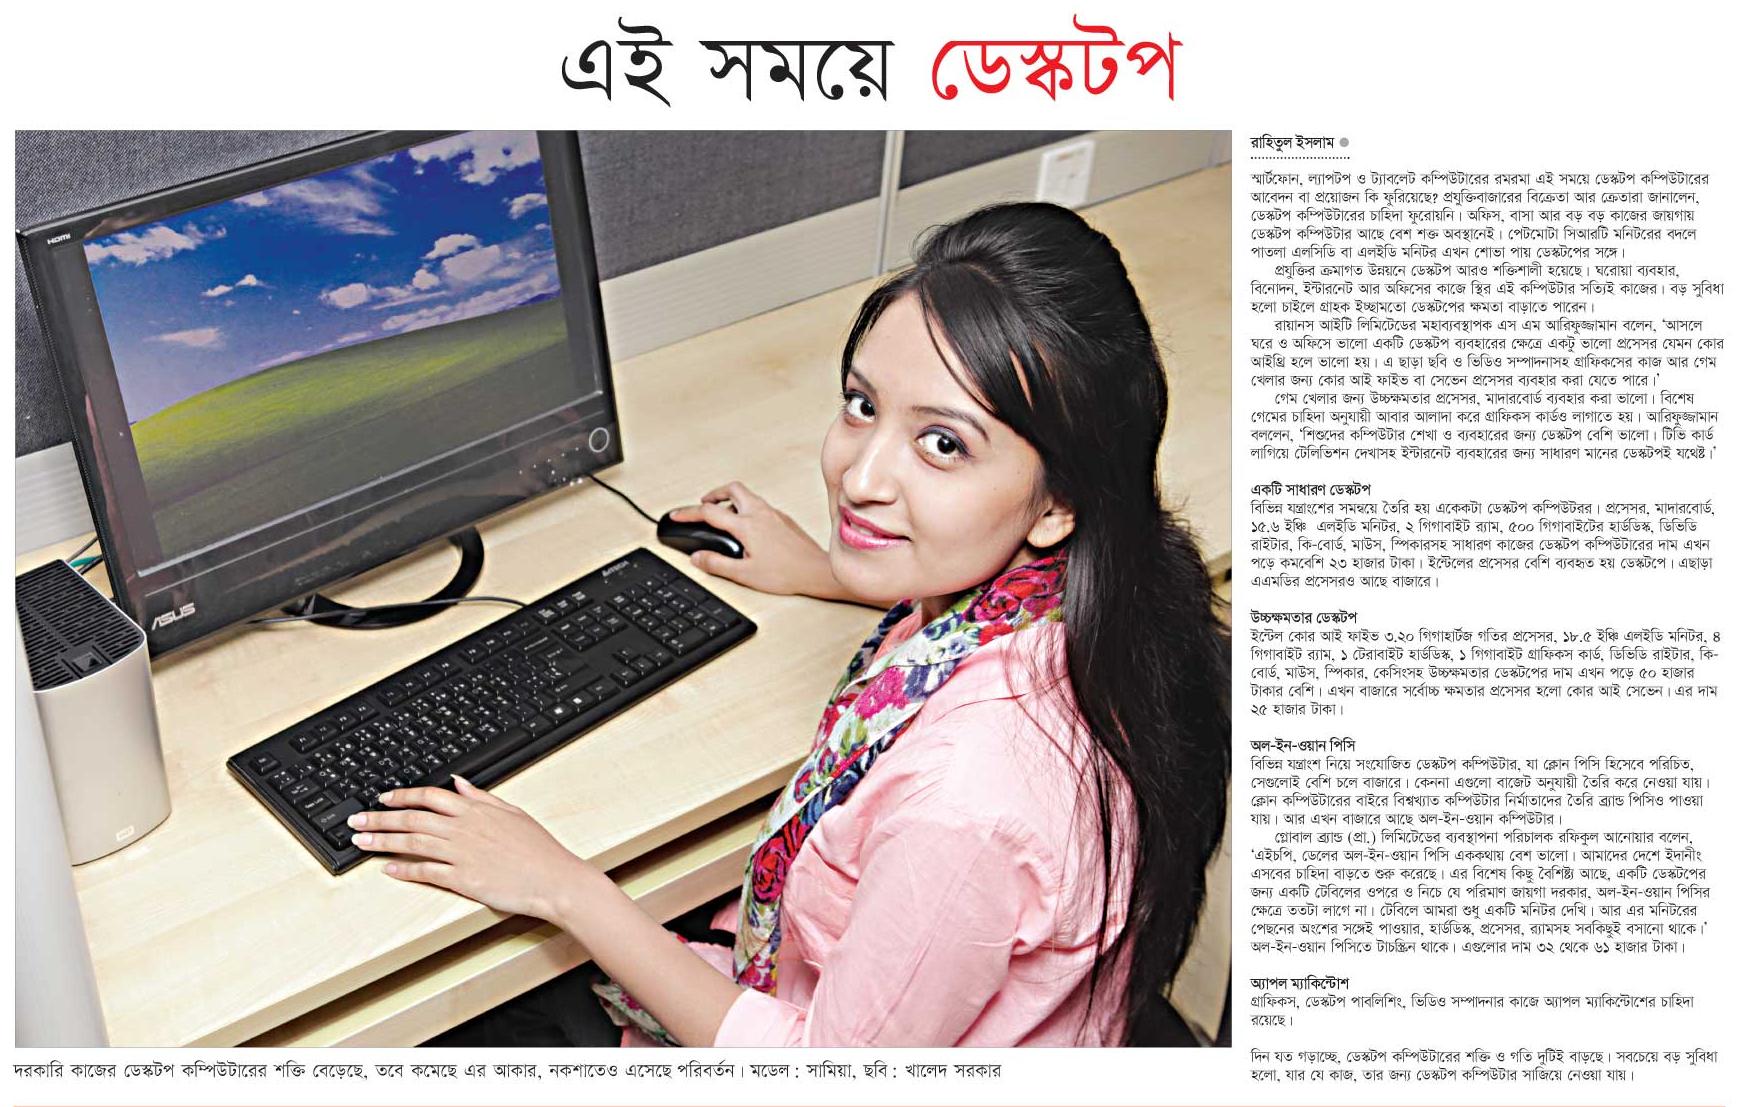 এই সময়ে ডেস্কটপ
HDMI
ASUS
A4TECH
রাহিতুল ইসলাম
স্মার্টফোন, ল্যাপটপ ও ট্যাবলেট কম্পিউটারের রমরমা এই সময়ে ডেস্কটপ কম্পিউটারের
আবেদন বা প্রয়োজন কি ফুরিয়েছে? প্রযুক্তিবাজারের বিক্রেতা আর ক্রেতারা জানালেন,
ডেস্কটপ কম্পিউটারের চাহিদা ফুরোয়নি। অফিস, বাসা আর বড় বড় কাজের জায়গায়
ডেস্কটপ কম্পিউটার আছে বেশ শক্ত অবস্থানেই। পেটমোটা সিআরটি মনিটরের বদলে
পাতলা এলসিডি বা এলইডি মনিটর এখন শোভা পায় ডেস্কটপের সঙ্গে।
প্রযুক্তির ক্রমাগত উন্নয়নে ডেস্কটপ আরও শক্তিশালী হয়েছে। ঘরোয়া ব্যবহার,
বিনোদন, ইন্টারনেট আর অফিসের কাজে স্থির এই কম্পিউটার সত্যিই কাজের। বড় সুবিধা
হলো চাইলে গ্রাহক ইচ্ছামতো ডেস্কটপের ক্ষমতা বাড়াতে পারেন।
রায়ানস আইটি লিমিটেডের মহাব্যবস্থাপক এস এম আরিফুজ্জামান বলেন, ‘আসলে
ঘরে ও অফিসে ভালো একটি ডেস্কটপ ব্যবহারের ক্ষেত্রে একটু ভালো প্রসেসর যেমন কোর
আইথ্রি হলে ভালো হয়। এ ছাড়া ছবি ও ভিডিও সম্পাদনাসহ গ্রাফিকসের কাজ আর গেম
খেলার জন্য কোর আই ফাইভ বা সেভেন প্রসেসর ব্যবহার করা যেতে পারে।’
গেম খেলার জন্য উচ্চক্ষমতার প্রসেসর, মাদারবোর্ড ব্যবহার করা ভালো। বিশেষ
গেমের চাহিদা অনুযায়ী আবার আলাদা করে গ্রাফিকস কার্ডও লাগাতে হয়। আরিফুজ্জামান
বললেন, ‘শিশুদের কম্পিউটার শেখা ও ব্যবহারের জন্য ডেস্কটপ বেশি ভালো। টিভি কার্ড
লাগিয়ে টেলিভিশন দেখাসহ ইন্টারনেট ব্যবহারের জন্য সাধারণ মানের ডেস্কটপই যথেষ্ট।’
একটি সাধারণ ডেস্কটপ
বিভিন্ন যন্ত্রাংশের সমন্বয়ে তৈরি হয় একেকটা ডেস্কটপ কম্পিউটরর। প্রসেসর, মাদারবোর্ড,
১৫.৬ ইঞ্চি এলইডি মনিটর, ২ গিগাবাইট র‍্যাম, ৫০০ গিগাবাইটের হার্ডডিস্ক, ডিভিডি
রাইটার, কি-বোর্ড, মাউস, স্পিকারসহ সাধারণ কাজের ডেস্কটপ কম্পিউটারের দাম এখন
পড়ে কমবেশি ২৩ হাজার টাকা। ইন্টেলের প্রসেসর বেশি ব্যবহৃত হয় ডেস্কটপে। এছাড়া
এএমডির প্রসেসরও আছে বাজারে।
উচ্চক্ষমতার ডেস্কটপ
ইন্টেল কোর আই ফাইভ ৩.২০ গিগাহার্টজ গতির প্রসেসর, ১৮.৫ ইঞ্চি এলইডি মনিটর, ৪
গিগাবাইট র‍্যাম, ১ টেরাবাইট হার্ডডিস্ক, ১ গিগাবাইট গ্রাফিকস কার্ড, ডিভিডি রাইটার, কি-
বোর্ড, মাউস, স্পিকার, কেসিংসহ উচ্চক্ষমতার ডেস্কটপের দাম এখন পড়ে ৫০ হাজার
টাকার বেশি। এখন বাজারে সর্বোচ্চ ক্ষমতার প্রসেসর হলো কোর আই সেভেন। এর দাম
২৫ হাজার টাকা।
অল-ইন-ওয়ান পিসি
বিভিন্ন যন্ত্রাংশ নিয়ে সংযোজিত ডেস্কটপ কম্পিউটার, যা ক্লোন পিসি হিসেবে পরিচিত,
সেগুলোই বেশি চলে বাজারে। কেননা এগুলো বাজেট অনুযায়ী তৈরি করে নেওয়া যায়।
ক্লোন কম্পিউটারের বাইরে বিশ্বখ্যাত কম্পিউটার নির্মাতাদের তৈরি ব্র্যান্ড পিসিও পাওয়া
যায়। আর এখন বাজারে আছে অল-ইন-ওয়ান কম্পিউটার।
গ্লোবাল ব্র্যান্ড (প্রা.) লিমিটেডের ব্যবস্থাপনা পরিচালক রফিকুল আনোয়ার বলেন,
‘এইচপি, ডেলের অল-ইন-ওয়ান পিসি এককথায় বেশ ভালো। আমাদের দেশে ইদানীং
এসবের চাহিদা বাড়তে শুরু করেছে। এর বিশেষ কিছু বৈশিষ্ট্য আছে, একটি ডেস্কটপের
জন্য একটি টেবিলের ওপরে ও নিচে যে পরিমাণ জায়গা দরকার, অল-ইন-ওয়ান পিসির
ক্ষেত্রে ততটা লাগে না। টেবিলে আমরা শুধু একটি মনিটর দেখি। আর এর মনিটরের
পেছনের অংশের সঙ্গেই পাওয়ার, হার্ডডিস্ক, প্রসেসর, র‍্যামসহ সবকিছুই বসানো থাকে।’
অল-ইন-ওয়ান পিসিতে টাচস্ক্রিন থাকে। এগুলোর দাম ৩২ থেকে ৬১ হাজার টাকা।
অ্যাপল ম্যাকিন্টোশ
গ্রাফিকস, ডেস্কটপ পাবলিশিং, ভিডিও সম্পাদনার কাজে অ্যাপল ম্যাকিন্টোশের চাহিদা
রয়েছে।
দিন যত গড়াচ্ছে, ডেস্কটপ কম্পিউটারের শক্তি ও গতি দুটিই বাড়ছে। সবচেয়ে বড় সুবিধা
হলো, যার যে কাজ, তার জন্য ডেস্কটপ কম্পিউটার সাজিয়ে নেওয়া যায়।
দরকারি কাজের ডেস্কটপ কম্পিউটারের শক্তি বেড়েছে, তবে কমেছে এর আকার, নকশাতেও এসেছে পরিবর্তন। মডেল : সামিয়া, ছবি : খালেদ সরকার